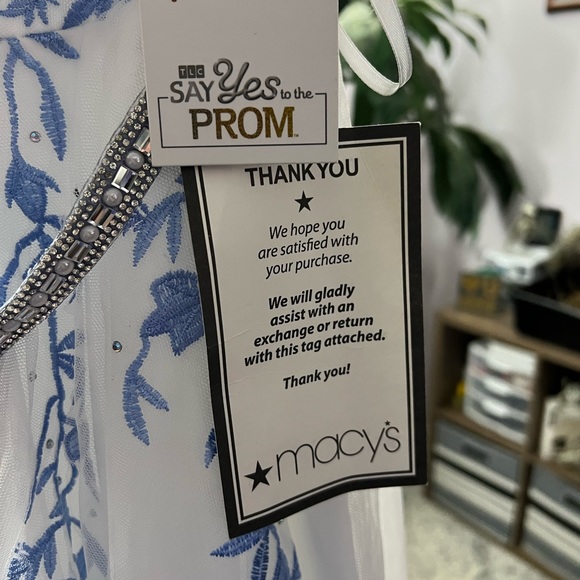 TLC
SAY Yes to the
PROM™
THANK YOU
We hope you
are satisfied with
your purchase.
We will gladly
assist with an
exchange or return
with this tag attached.
Thank you!
macy's